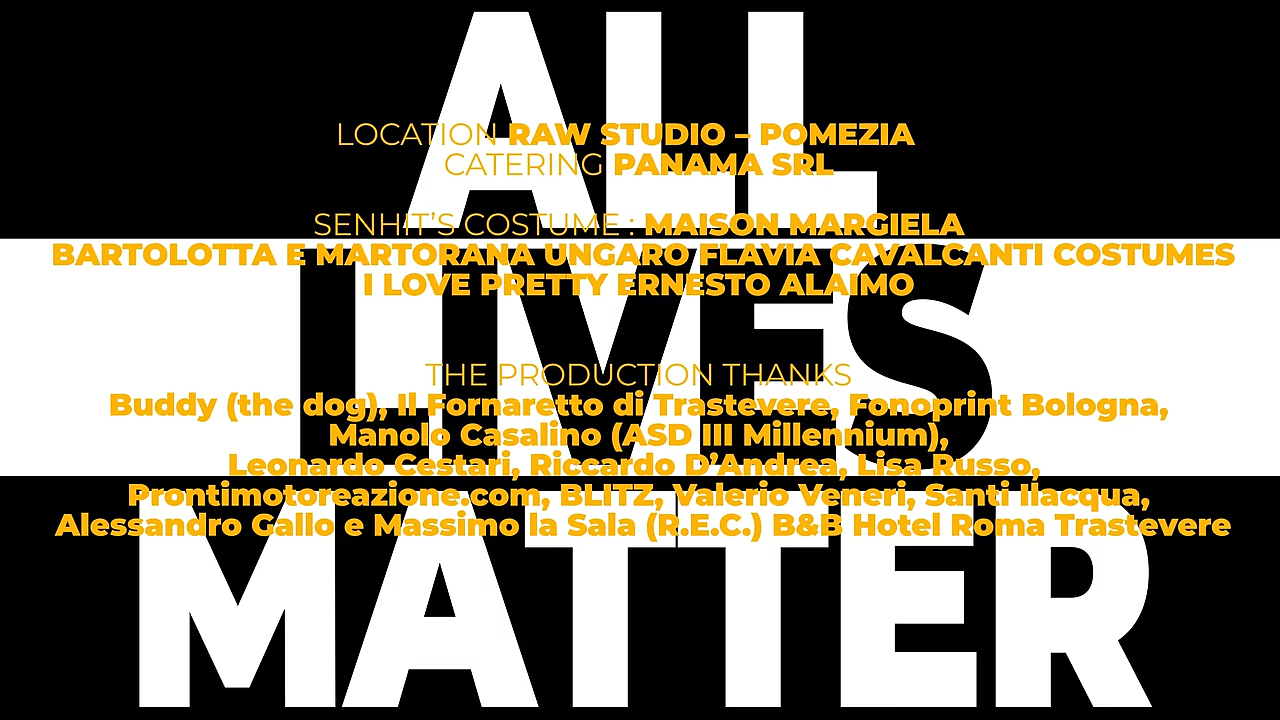 ALL
LOCATION RAW STUDIO – POMEZIA
CATERING PANAMA SRL
SENHIT’S COSTUME : MAISON MARGIELA
BARTOLOTTA E MARTORANA UNGARO FLAVIA CAVALCANTI COSTUMES
I LOVE PRETTY ERNESTO ALAIMO
LIVES
THE PRODUCTION THANKS
Buddy (the dog), Il Fornaretto di Trastevere, Fonoprint Bologna,
Manolo Casalino (ASD III Millennium),
Leonardo Cestari, Riccardo D’Andrea, Lisa Russo,
Prontimotoreazione.com, BLITZ, Valerio Veneri, Santi Ilacqua,
Alessandro Gallo e Massimo la Sala (R.E.C.) B&B Hotel Roma Trastevere
MATTER